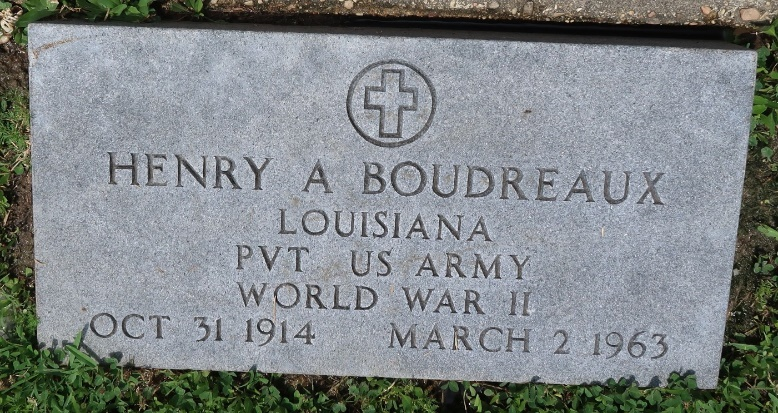 HENRY A BOUDREAUX
LOUISIANA
PVT US ARMY
WORLD WAR II
OCT 31 1914 MARCH 2 1963